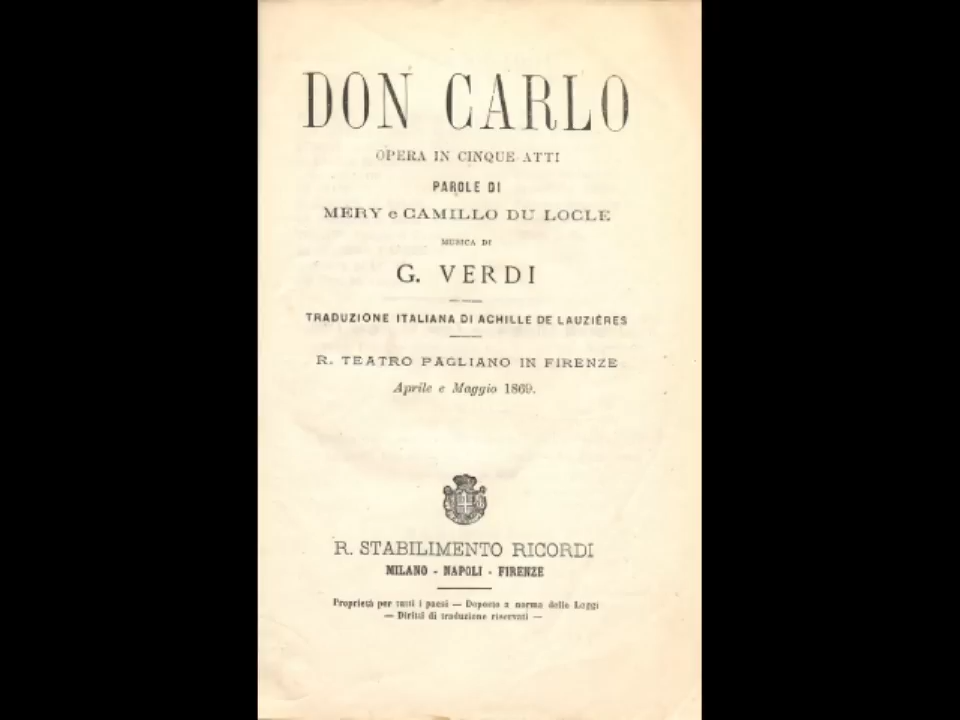 DON CARLO
OPERA IN CINQUE ATTI
PAROLE DI
MERY e CAMILLO DU LOCLE
MUSICA DI
G. VERDI
TRADUZIONE ITALIANA DI ACHILLE DE LAUZIÈRES
R. TEATRO PAGLIANO IN FIRENZE
Aprile e Maggio 1869.
R. STABILIMENTO RICORDI
MILANO - NAPOLI - FIRENZE
Proprietà per tutti i paesi — Deposto a norma delle Leggi
— Diritti di traduzione riservati —